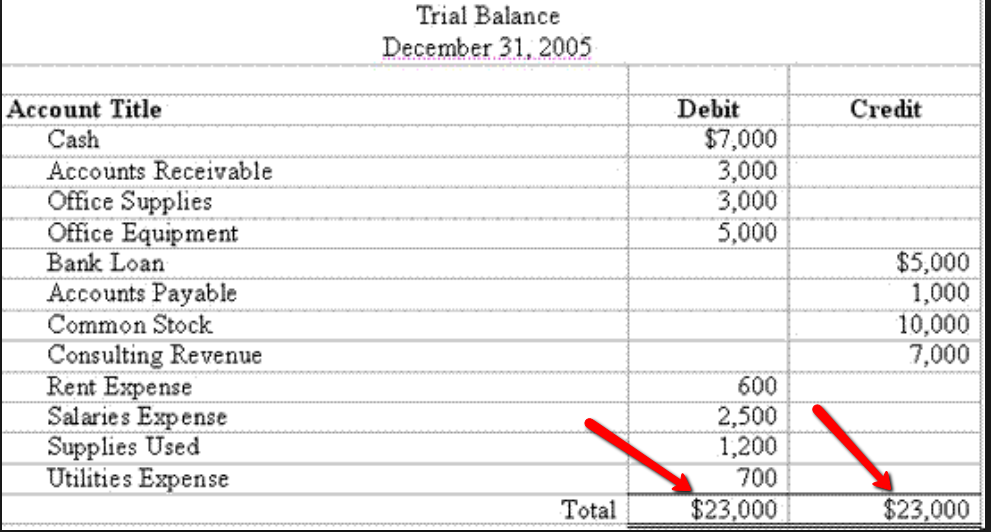 Trial Balance
December 31, 2005
Account Title Debit Credit
Cash $7,000
Accounts Receivable 3,000
Office Supplies 3,000
Office Equipment 5,000
Bank Loan $5,000
Accounts Payable 1,000
Common Stock 10,000
Consulting Revenue 7,000
Rent Expense 600
Salaries Expense 2,500
Supplies Used 1,200
Utilities Expense 700
Total $23,000 $23,000